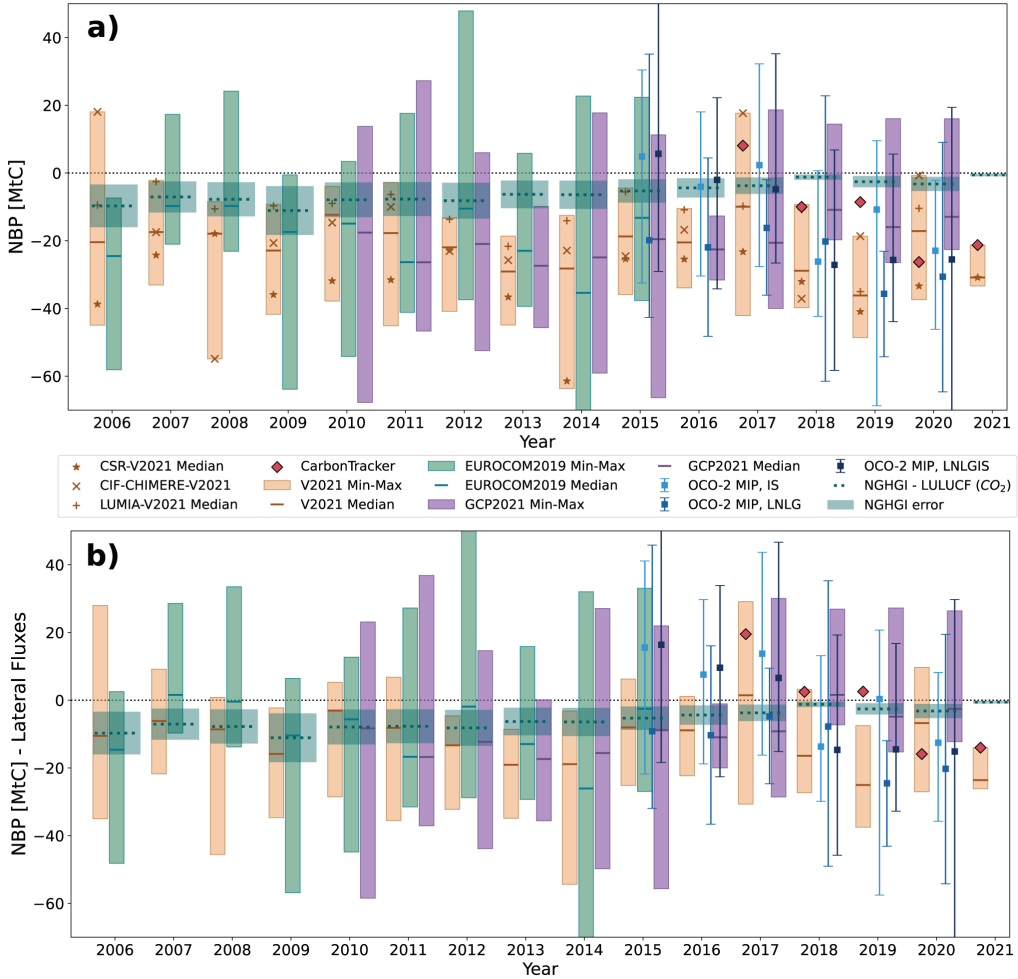 a)
NBP [MtC]
40
20
0
−20
−40
−60
2006 2007 2008 2009 2010 2011 2012 2013 2014 2015 2016 2017 2018 2019 2020 2021
Year
CSR-V2021 Median
CIF-CHIMERE-V2021
LUMIA-V2021 Median
CarbonTracker
V2021 Min-Max
V2021 Median
EUROCOM2019 Min-Max
EUROCOM2019 Median
GCP2021 Min-Max
GCP2021 Median
OCO-2 MIP, IS
OCO-2 MIP, LNLG
OCO-2 MIP, LNLGIS
NGHGI - LULUCF (CO₂)
NGHGI error
b)
NBP [MtC] - Lateral Fluxes
40
20
0
−20
−40
−60
2006 2007 2008 2009 2010 2011 2012 2013 2014 2015 2016 2017 2018 2019 2020 2021
Year